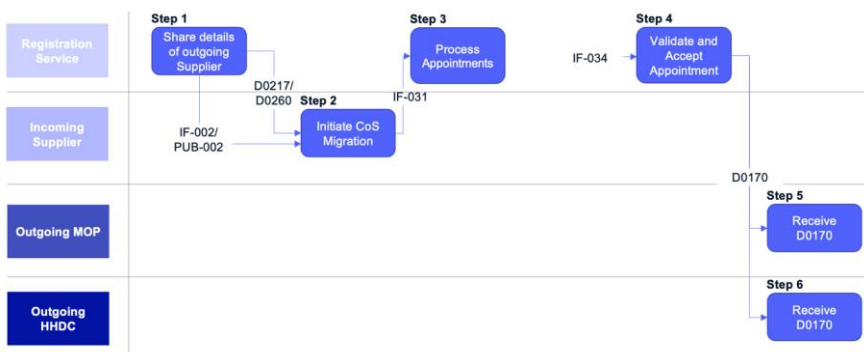 Step 1
Step 3
Step 4
Registration
Service
Share details
of outgoing
Supplier
Process
Appointments
IF-034
Validate and
Accept
Appointment
D0217/
D0260
Step 2
IF-031
Incoming
Supplier
IF-002/
PUB-002
Initiate CoS
Migration
D0170
Step 5
Outgoing MOP
Receive
D0170
Step 6
Outgoing
HHDC
Receive
D0170